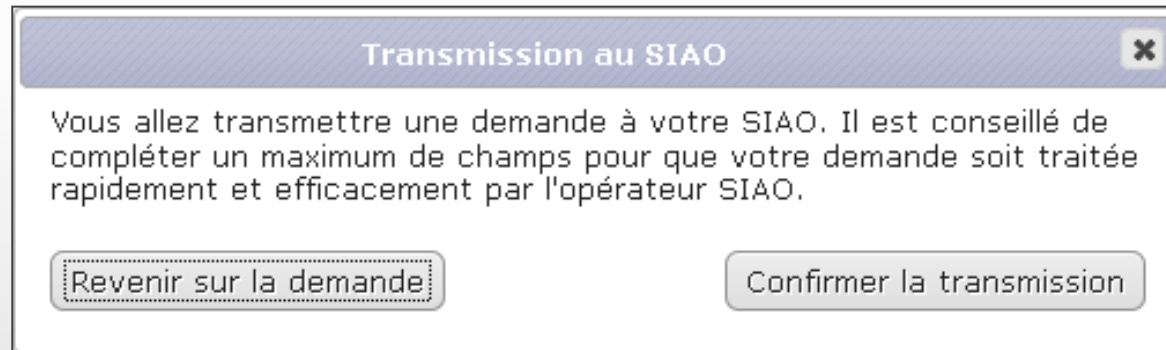 Transmission au SIAO
Vous allez transmettre une demande à votre SIAO. Il est conseillé de
compléter un maximum de champs pour que votre demande soit traitée
rapidement et efficacement par l'opérateur SIAO.
Revenir sur la demande
Confirmer la transmission